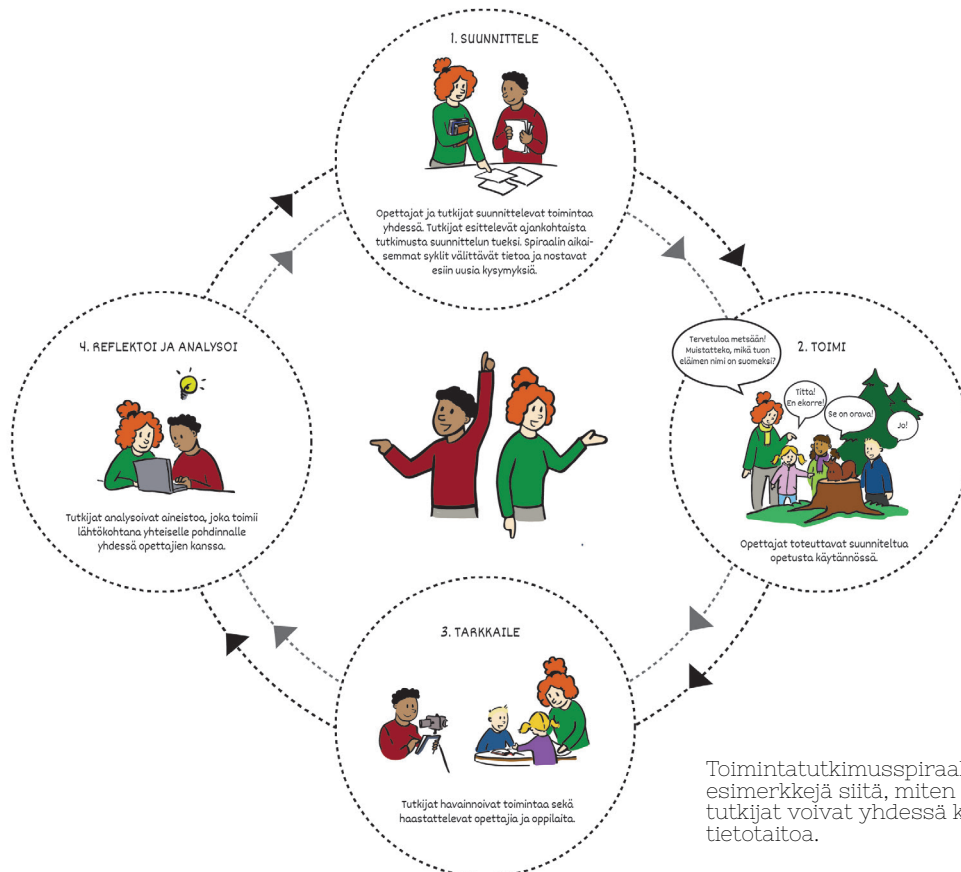 1. SUUNNITTELE
Opettajat ja tutkijat suunnittelevat toimintaa
yhdessä. Tutkijat esittelevät ajankohtaista
tutkimusta suunnittelun tueksi. Spiraalin aikai-
semmat syklit välittävät tietoa ja nostavat
esiin uusia kysymyksiä.
2. TOIMI
Tervetuloa metsään!
Muistatteko, mikä tuon
eläimen nimi on suomeksi?
Titta!
En ekorre!
Se on orava!
Jo!
Opettajat toteuttavat suunniteltua
opetusta käytännössä.
3. TARKKAILE
Tutkijat havainnoivat toimintaa sekä
haastattelevat opettajia ja oppilaita.
4. REFLEKTOI JA ANALYSOI
Tutkijat analysoivat aineistoa, joka toimii
lähtökohtana yhteiselle pohdinnalle
yhdessä opettajien kanssa.
esimerkkejä siitä, miten
tutkijat voivat yhdessä
tietotaitoa.